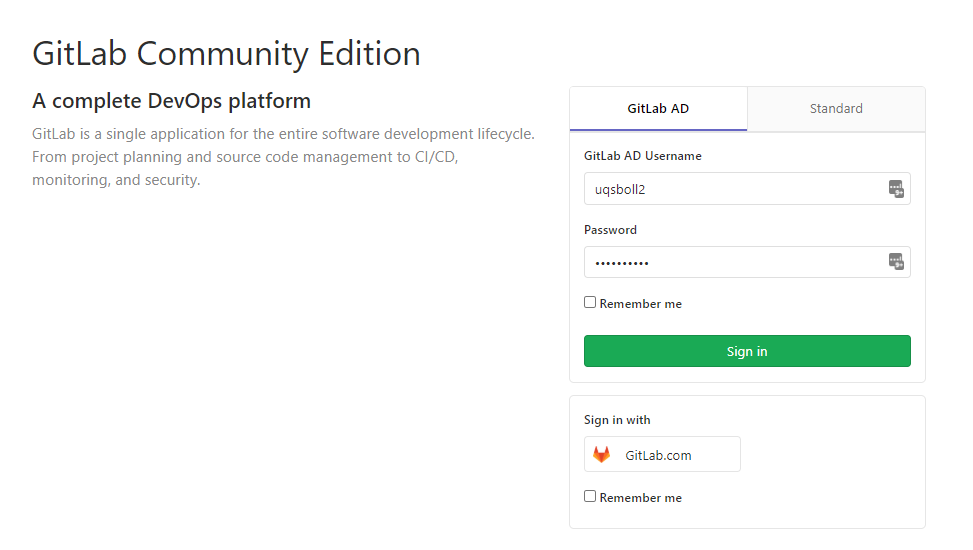 GitLab Community Edition
A complete DevOps platform
GitLab is a single application for the entire software development lifecycle.
From project planning and source code management to CI/CD,
monitoring, and security.
GitLab AD
Standard
GitLab AD Username
uqsboll2
Password
••••••••••
Remember me
Sign in
Sign in with
GitLab.com
Remember me